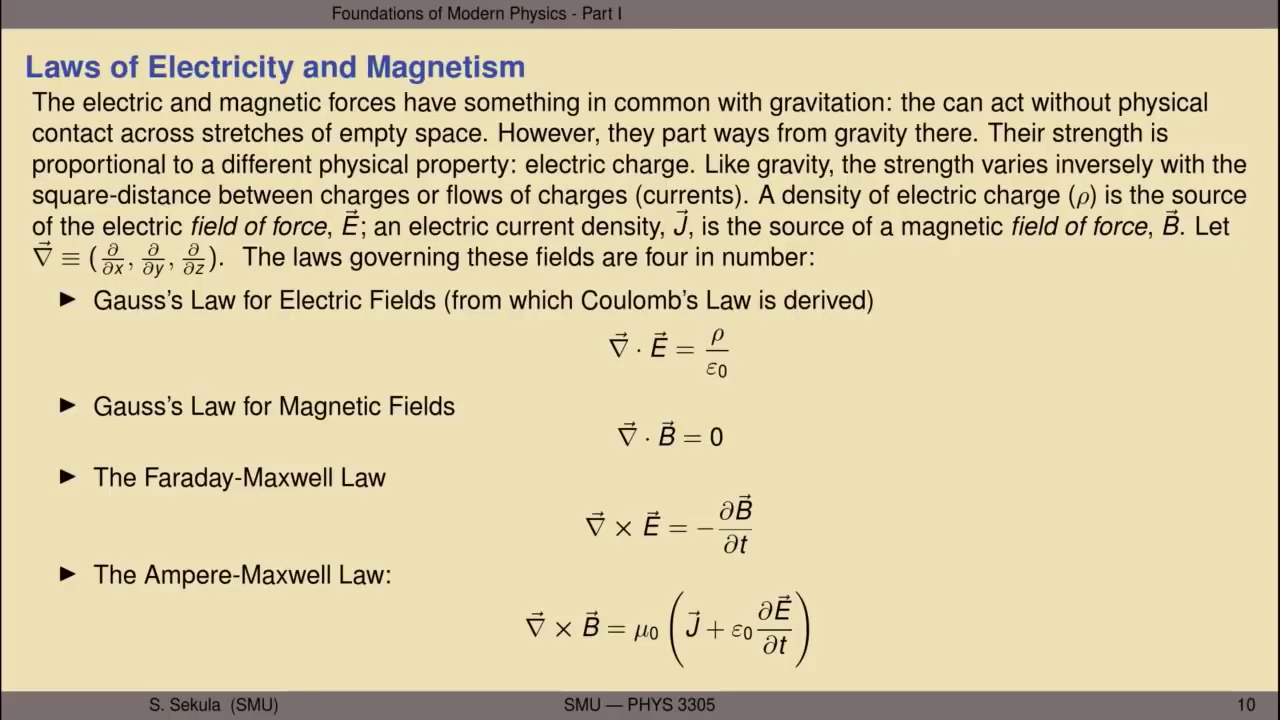 Foundations of Modern Physics - Part I
Laws of Electricity and Magnetism
The electric and magnetic forces have something in common with gravitation: the can act without physical
contact across stretches of empty space. However, they part ways from gravity there. Their strength is
proportional to a different physical property: electric charge. Like gravity, the strength varies inversely with the
square-distance between charges or flows of charges (currents). A density of electric charge (ρ) is the source
of the electric field of force, E⃗; an electric current density, J⃗, is the source of a magnetic field of force, B⃗. Let
∇⃗ ≡ (∂/∂x, ∂/∂y, ∂/∂z). The laws governing these fields are four in number:
▶ Gauss's Law for Electric Fields (from which Coulomb's Law is derived)
∇⃗ · E⃗ = ρ/ε₀
▶ Gauss's Law for Magnetic Fields
∇⃗ · B⃗ = 0
▶ The Faraday-Maxwell Law
∇⃗ × E⃗ = −∂B⃗/∂t
▶ The Ampere-Maxwell Law:
∇⃗ × B⃗ = μ₀ (J⃗ + ε₀ ∂E⃗/∂t)
S. Sekula (SMU) SMU — PHYS 3305 10